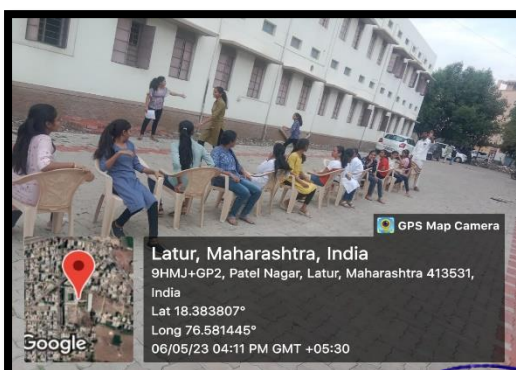 GPS Map Camera
Latur, Maharashtra, India
9HMJ+GP2, Patel Nagar, Latur, Maharashtra 413531,
India
Lat 18.383807°
Long 76.581445°
06/05/23 04:11 PM GMT +05:30
Google